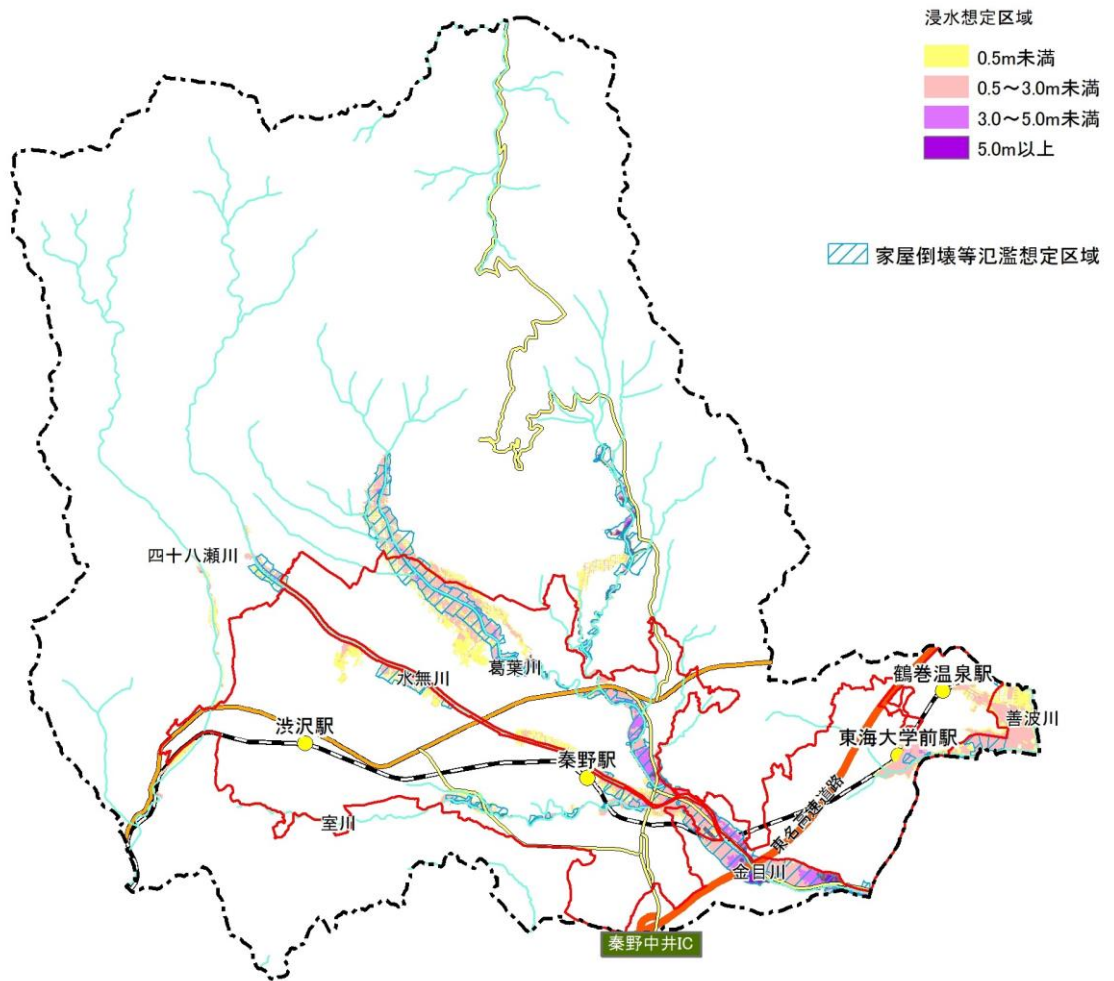 浸水想定区域
0.5m未満
0.5～3.0m未満
3.0～5.0m未満
5.0m以上
家屋倒壊等氾濫想定区域
四十八瀬川
葛葉川
水無川
鶴巻温泉駅
善波川
渋沢駅
東海大学前駅
秦野駅
東名高速道路
室川
金目川
秦野中井IC